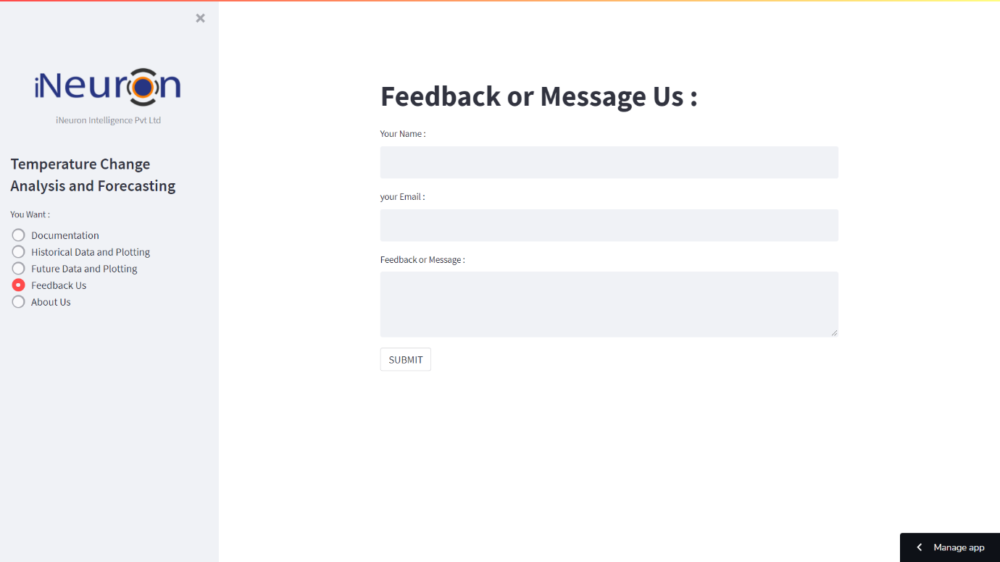 iNeuron
iNeuron Intelligence Pvt Ltd
Temperature Change
Analysis and Forecasting
You Want :
Documentation
Historical Data and Plotting
Future Data and Plotting
Feedback Us
About Us
Feedback or Message Us :
Your Name :
your Email :
Feedback or Message :
SUBMIT
Manage app